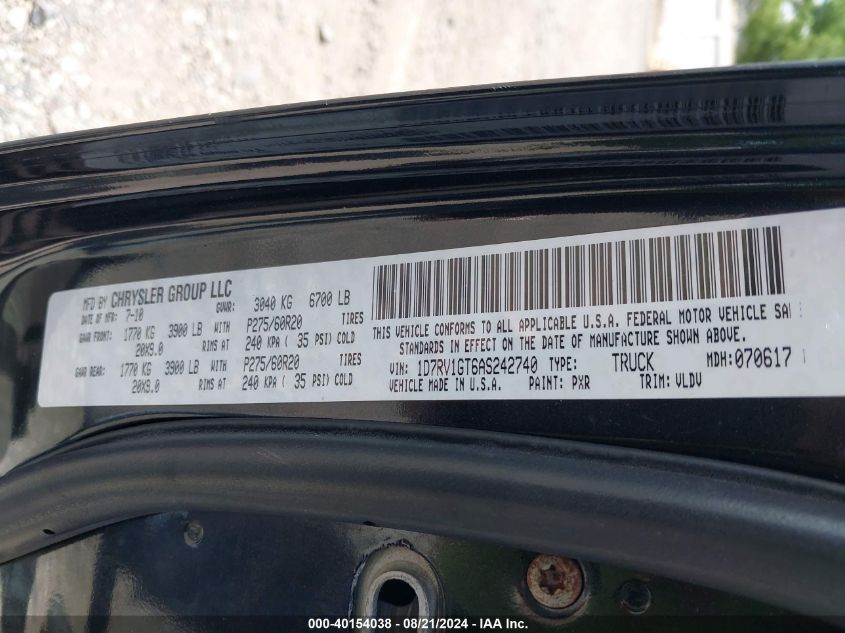 MFD BY CHRYSLER GROUP LLC
DATE OF MFR: 7-10 GVWR: 3040 KG 6700 LB
GAWR FRONT: 1770 KG 3900 LB WITH P275/60R20 TIRES
20X9.0 RIMS AT 240 KPA ( 35 PSI) COLD
GAWR REAR: 1770 KG 3900 LB WITH P275/60R20 TIRES
20X9.0 RIMS AT 240 KPA ( 35 PSI) COLD
THIS VEHICLE CONFORMS TO ALL APPLICABLE U.S.A. FEDERAL MOTOR VEHICLE
STANDARDS IN EFFECT ON THE DATE OF MANUFACTURE SHOWN ABOVE.
VIN: 1D7RV1GT6AS242740 TYPE: TRUCK MDH:070617
VEHICLE MADE IN U.S.A. PAINT: PXR TRIM: VLDV
000-40154038 - 08/21/2024 - IAAI.com